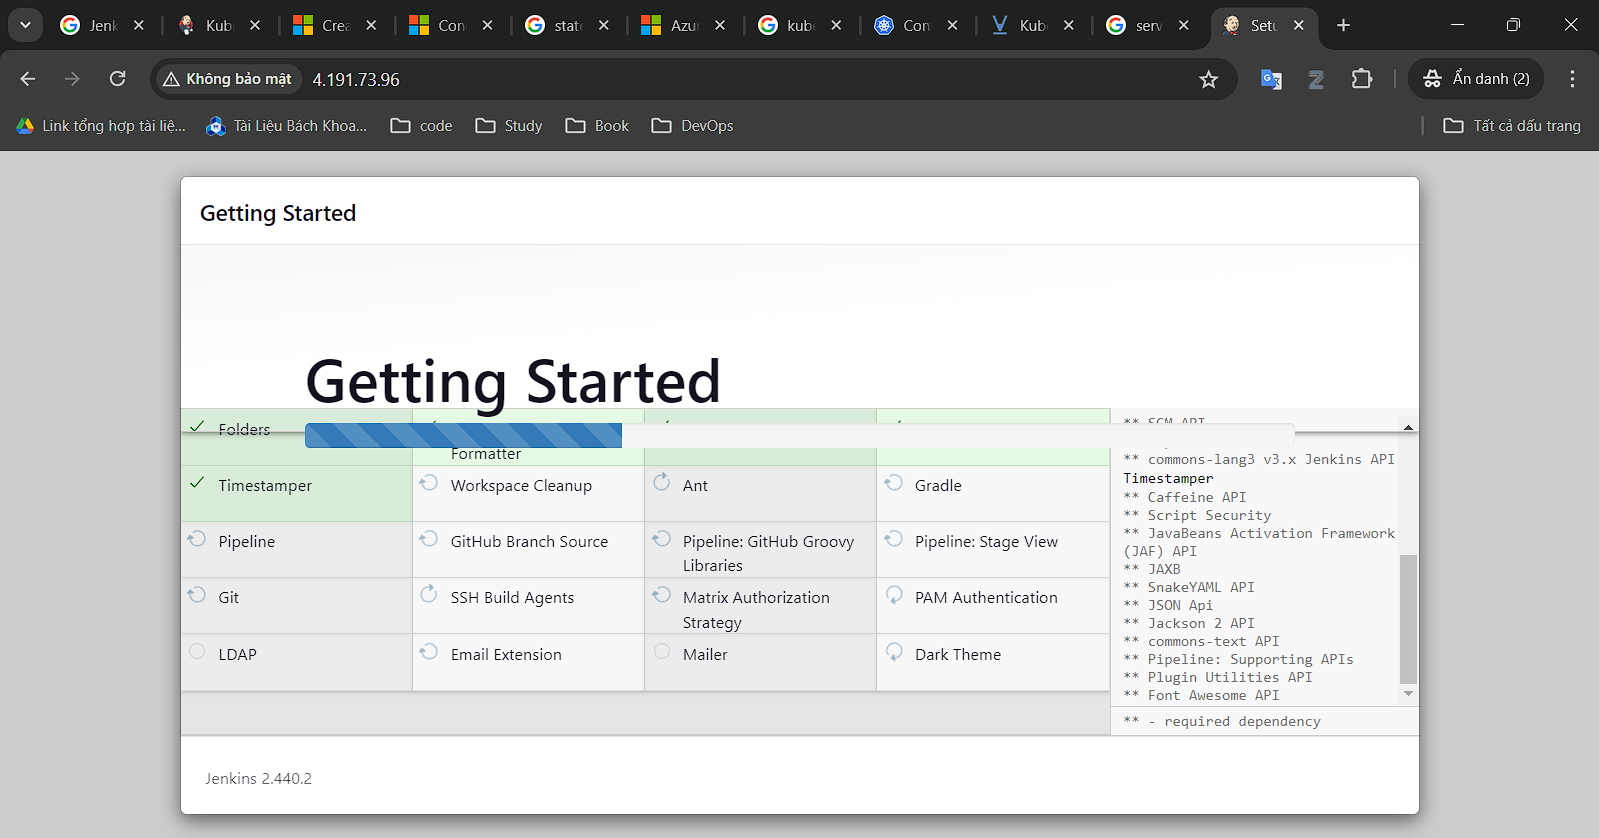 Jenk
Kub
Crea
Con
state
Azu
kub
Con
Kub
serv
Setu
Không bảo mật
4.191.73.96
Ẩn danh (2)
Link tổng hợp tài liệ...
Tài Liệu Bách Khoa...
code
Study
Book
DevOps
Tất cả dấu trang
Getting Started
Getting Started
Folders
Formatter
Timestamper
Workspace Cleanup
Ant
Gradle
Pipeline
GitHub Branch Source
Pipeline: GitHub Groovy
Libraries
Pipeline: Stage View
Git
SSH Build Agents
Matrix Authorization
Strategy
PAM Authentication
LDAP
Email Extension
Mailer
Dark Theme
** SCM API
** commons-lang3 v3.x Jenkins API
Timestamper
** Caffeine API
** Script Security
** JavaBeans Activation Framework
(JAF) API
** JAXB
** SnakeYAML API
** JSON Api
** Jackson 2 API
** commons-text API
** Pipeline: Supporting APIs
** Plugin Utilities API
** Font Awesome API
** - required dependency
Jenkins 2.440.2